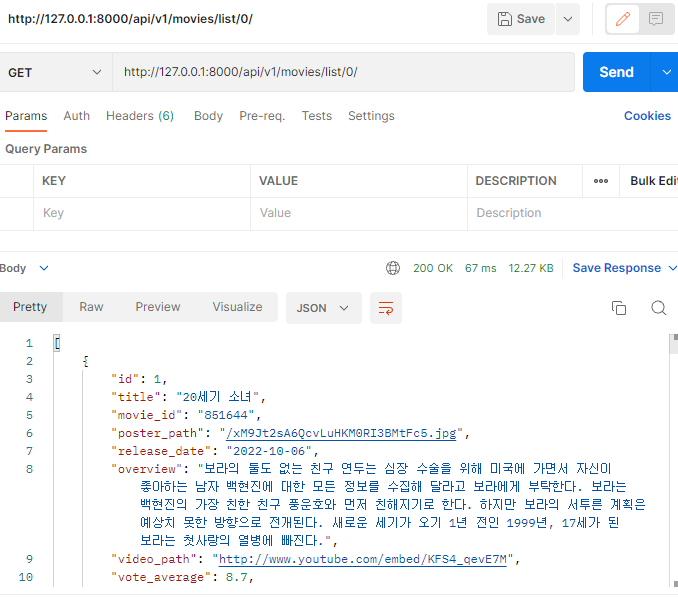 http://127.0.0.1:8000/api/v1/movies/list/0/
Save
GET
http://127.0.0.1:8000/api/v1/movies/list/0/
Send
Params
Auth
Headers (6)
Body
Pre-req.
Tests
Settings
Cookies
Query Params
KEY
VALUE
DESCRIPTION
Bulk Edit
Key
Value
Description
Body
200 OK
67 ms
12.27 KB
Save Response
Pretty
Raw
Preview
Visualize
JSON
1 [
2 {
3 "id": 1,
4 "title": "20세기 소녀",
5 "movie_id": "851644",
6 "poster_path": "/xM9Jt2sA6QcvLuHKM0RI3BMtFc5.jpg",
7 "release_date": "2022-10-06",
8 "overview": "보라의 둘도 없는 친구 연두는 심장 수술을 위해 미국에 가면서 자신이
좋아하는 남자 백현진에 대한 모든 정보를 수집해 달라고 보라에게 부탁한다. 보라는
백현진의 가장 친한 친구 풍운호와 먼저 친해지기로 한다. 하지만 보라의 서투른 계획은
예상치 못한 방향으로 전개된다. 새로운 세기가 오기 1년 전인 1999년, 17세가 된
보라는 첫사랑의 열병에 빠진다.",
9 "video_path": "http://www.youtube.com/embed/KFS4_qevE7M",
10 "vote_average": 8.7,